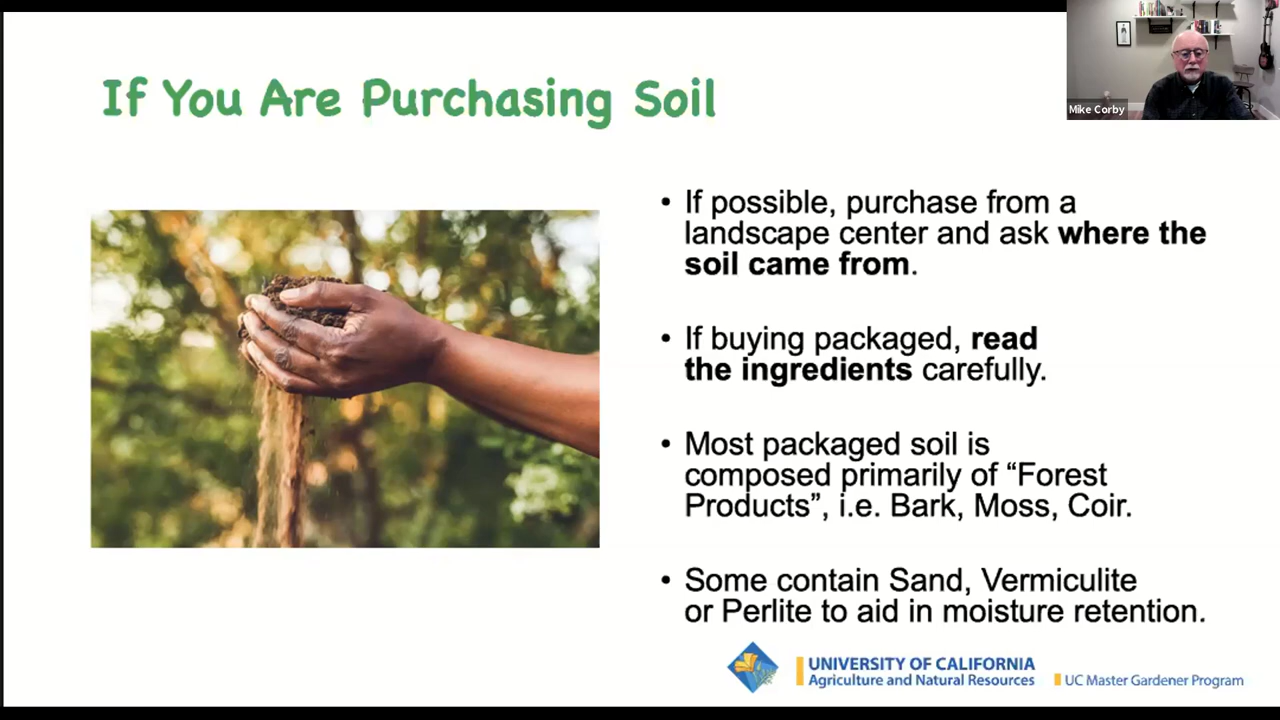 If You Are Purchasing Soil
Mike Corby
• If possible, purchase from a
landscape center and ask where the
soil came from.
• If buying packaged, read
the ingredients carefully.
• Most packaged soil is
composed primarily of “Forest
Products”, i.e. Bark, Moss, Coir.
• Some contain Sand, Vermiculite
or Perlite to aid in moisture retention.
UNIVERSITY OF CALIFORNIA
Agriculture and Natural Resources
UC Master Gardener Program